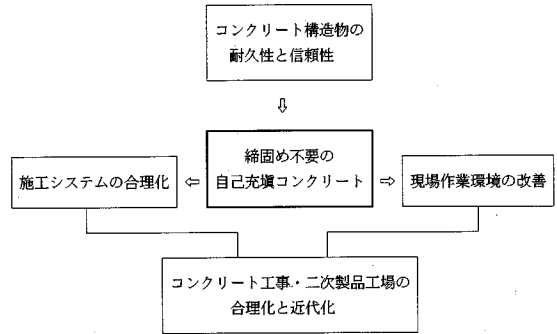 コンクリート構造物の
耐久性と信頼性
⇩
締固め不要の
自己充塡コンクリート
施工システムの合理化
⇦
⇨
現場作業環境の改善
コンクリート工事・二次製品工場の
合理化と近代化